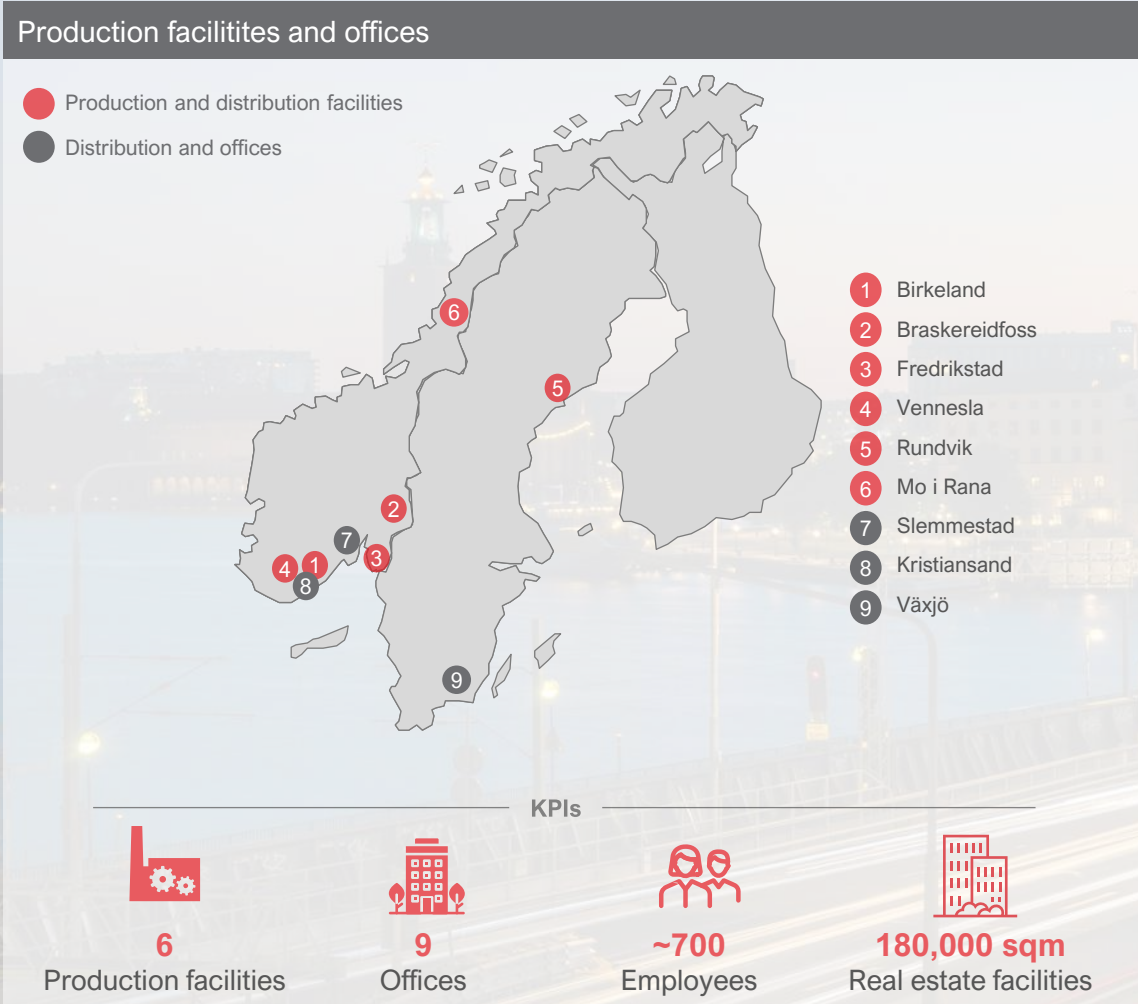 Production facilitites and offices
Production and distribution facilities
Distribution and offices
6
5
2
7
3
4 1
8
9
1 Birkeland
2 Braskereidfoss
3 Fredrikstad
4 Vennesla
5 Rundvik
6 Mo i Rana
7 Slemmestad
8 Kristiansand
9 Växjö
KPIs
6
Production facilities
9
Offices
~700
Employees
180,000 sqm
Real estate facilities